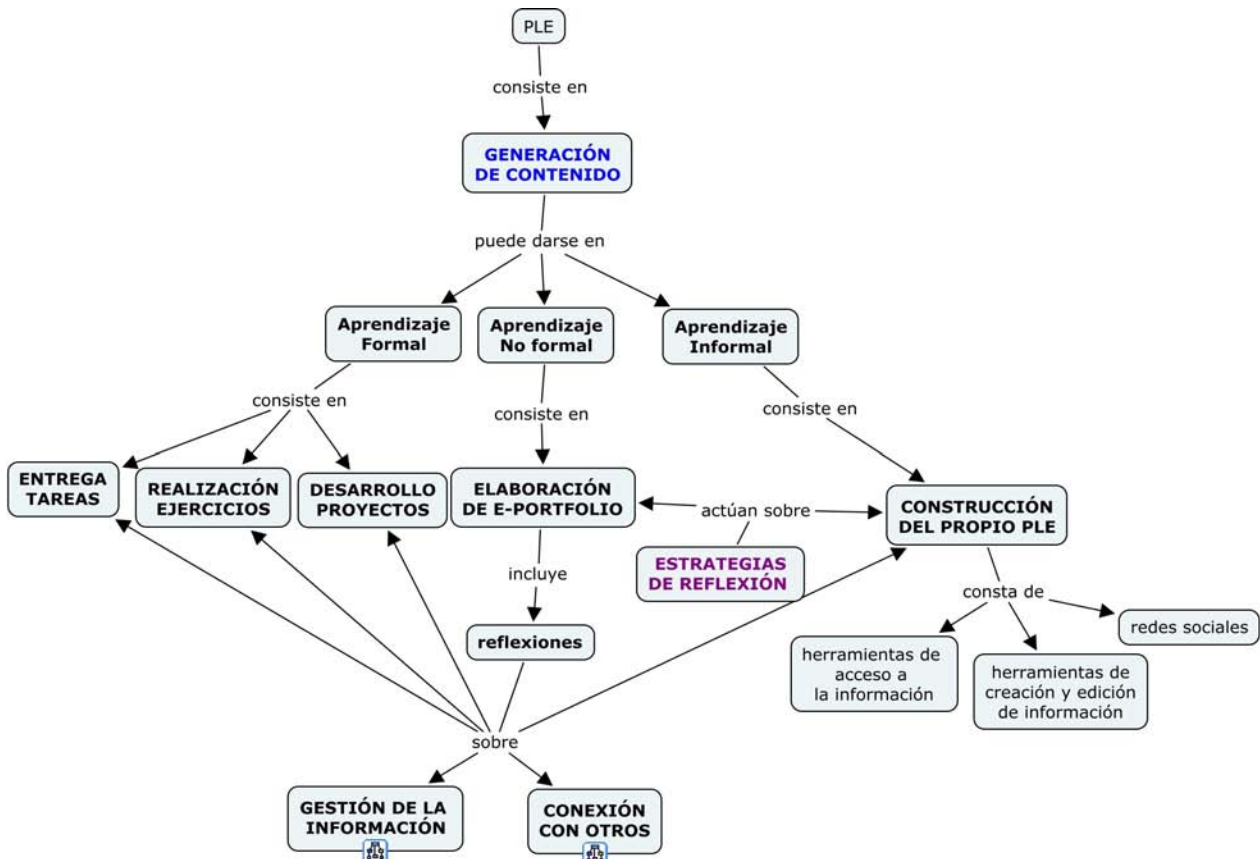 PLE
consiste en
GENERACIÓN
DE CONTENIDO
puede darse en
Aprendizaje
Formal
Aprendizaje
No formal
Aprendizaje
Informal
consiste en
consiste en
consiste en
ENTREGA
TAREAS
REALIZACIÓN
EJERCICIOS
DESARROLLO
PROYECTOS
ELABORACIÓN
DE E-PORTFOLIO
actúan sobre
CONSTRUCCIÓN
DEL PROPIO PLE
ESTRATEGIAS
DE REFLEXIÓN
incluye
consta de
reflexiones
herramientas de
acceso a
la información
herramientas de
creación y edición
de información
redes sociales
sobre
GESTIÓN DE LA
INFORMACIÓN
CONEXIÓN
CON OTROS